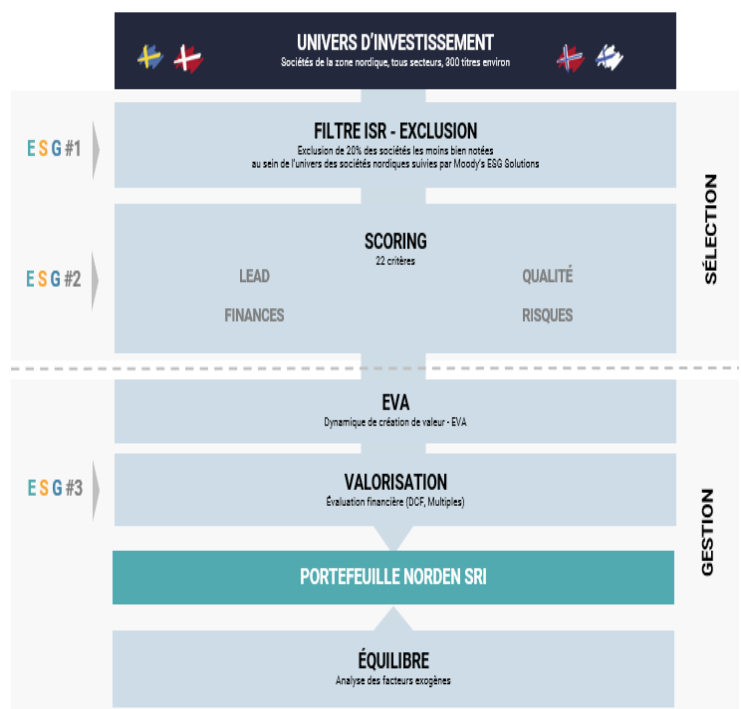 UNIVERS D'INVESTISSEMENT
Sociétés de la zone nordique, tous secteurs, 300 titres environ
ESG#1
FILTRE ISR - EXCLUSION
Exclusion de 20% des sociétés les moins bien notées
au sein de l'univers des sociétés nordiques suivies par Moody's ESG Solutions
SÉLECTION
ESG#2
SCORING
22 critères
LEAD
QUALITÉ
FINANCES
RISQUES
EVA
Dynamique de création de valeur - EVA
ESG#3
VALORISATION
Évaluation financière (DCF, Multiples)
GESTION
PORTEFEUILLE NORDEN SRI
ÉQUILIBRE
Analyse des facteurs exogènes